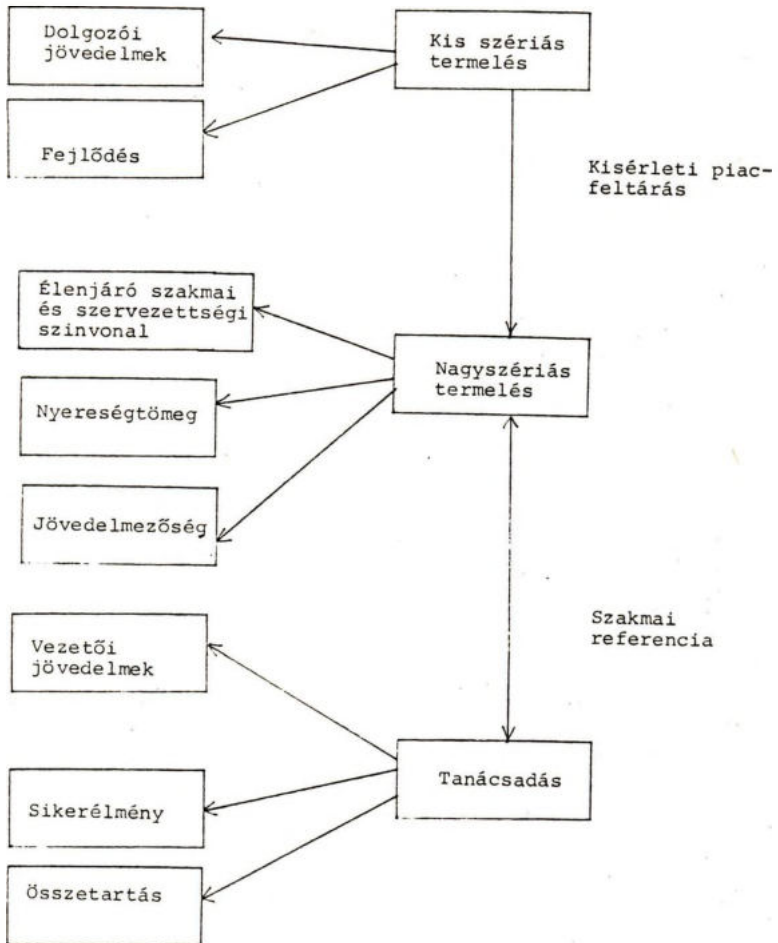 Dolgozói
jövedelmek
Kis szériás
termelés
Fejlődés
Kisérleti piac-
feltárás
Élenjáró szakmai
és szervezettségi
szinvonal
Nagyszériás
termelés
Nyereségtömeg
Jövedelmezőség
Szakmai
referencia
Vezetői
jövedelmek
Tanácsadás
Sikerélmény
Összetartás